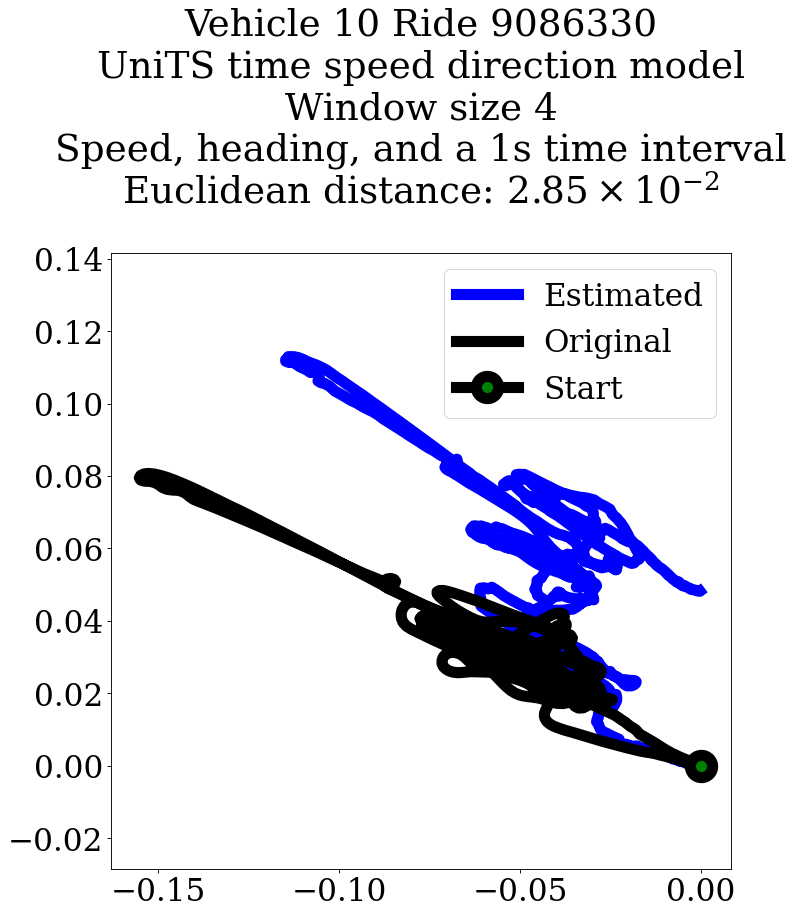 Vehicle 10 Ride 9086330
UniTS time speed direction model
Window size 4
Speed, heading, and a 1s time interval
Euclidean distance: 2.85 × 10⁻²
0.14
0.12
0.10
0.08
0.06
0.04
0.02
0.00
−0.02
Estimated
Original
Start
−0.15 −0.10 −0.05 0.00